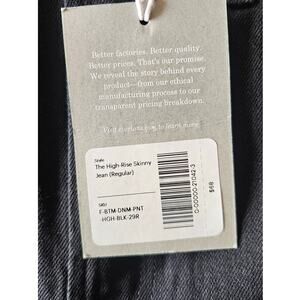 Better factories. Better quality.
Better prices. That's our promise.
We reveal the story behind every
product—from our ethical
manufacturing process to our
transparent pricing breakdown.
Visit everlane.com to learn more.
Style
The High-Rise Skinny
Jean (Regular)
SKU
F-BTM-DNM-PNT
-HGH-BLK-29R
$68